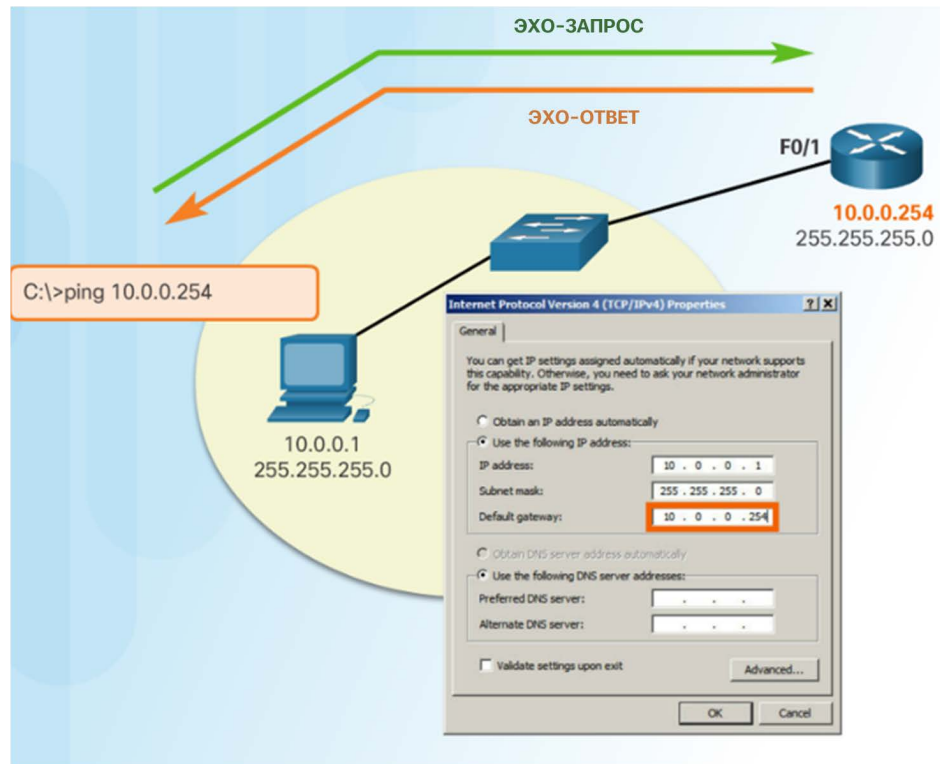 ЭХО-ЗАПРОС
ЭХО-ОТВЕТ
F0/1
10.0.0.254
255.255.255.0
C:\>ping 10.0.0.254
10.0.0.1
255.255.255.0
Internet Protocol Version 4 (TCP/IPv4) Properties
General
You can get IP settings assigned automatically if your network supports
this capability. Otherwise, you need to ask your network administrator
for the appropriate IP settings.
Obtain an IP address automatically
Use the following IP address:
IP address: 10 . 0 . 0 . 1
Subnet mask: 255 . 255 . 255 . 0
Default gateway: 10 . 0 . 0 . 254
Obtain DNS server address automatically
Use the following DNS server addresses:
Preferred DNS server: . . .
Alternate DNS server: . . .
Validate settings upon exit
Advanced...
OK
Cancel